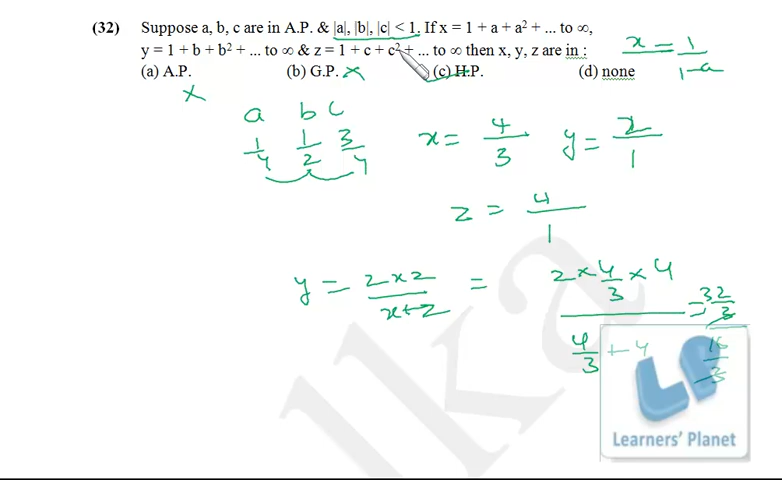 (32) Suppose a, b, c are in A.P. & |a|, |b|, |c| < 1. If x = 1 + a + a² + ... to ∞,
y = 1 + b + b² + ... to ∞ & z = 1 + c + c² + ... to ∞ then x, y, z are in :
x = 1/1-a
(a) A.P. (b) G.P. (c) H.P. (d) none
a b c
1/4 1/2 3/4 x = 4/3 y = 2/1
z = 4/1
y = 2xz/x+z = 2 × 4/3 × 4 / 4/3 + 4 = 32/3 / 16/3
Learners' Planet